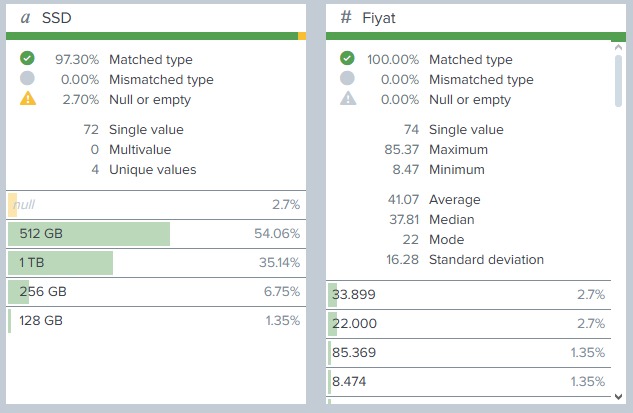 a SSD
97.30% Matched type
0.00% Mismatched type
2.70% Null or empty
72 Single value
0 Multivalue
4 Unique values
null 2.7%
512 GB 54.06%
1 TB 35.14%
256 GB 6.75%
128 GB 1.35%
# Fiyat
100.00% Matched type
0.00% Mismatched type
0.00% Null or empty
74 Single value
85.37 Maximum
8.47 Minimum
41.07 Average
37.81 Median
22 Mode
16.28 Standard deviation
33.899 2.7%
22.000 2.7%
85.369 1.35%
8.474 1.35%